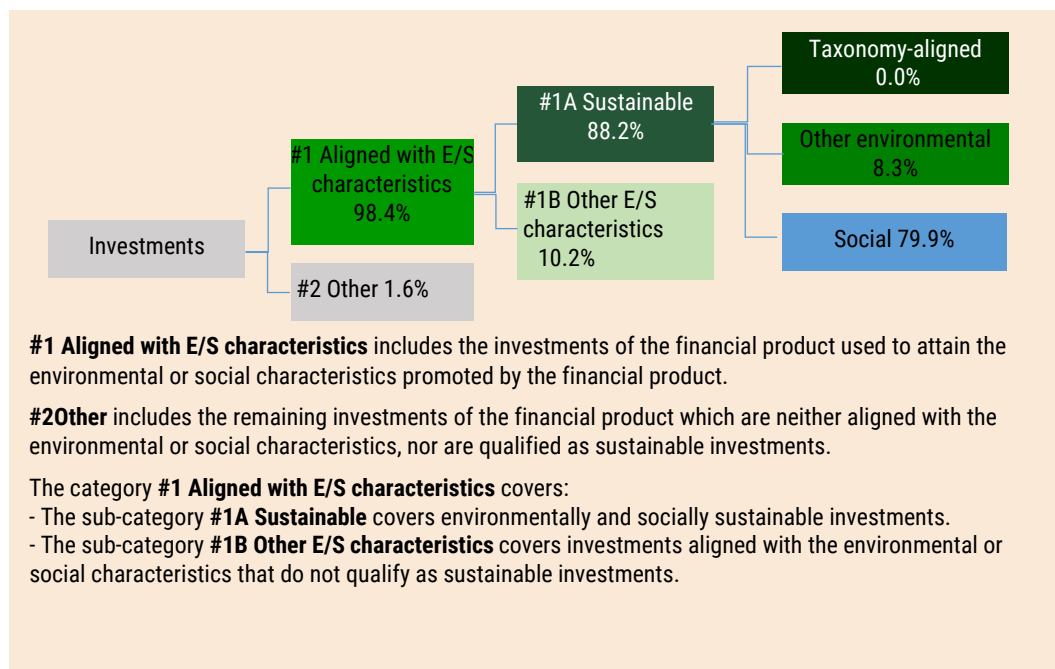 Taxonomy-aligned
0.0%
#1A Sustainable
88.2%
Other environmental
8.3%
#1 Aligned with E/S
characteristics
98.4%
#1B Other E/S
characteristics
10.2%
Investments
Social 79.9%
#2 Other 1.6%
#1 Aligned with E/S characteristics includes the investments of the financial product used to attain the
environmental or social characteristics promoted by the financial product.
#2Other includes the remaining investments of the financial product which are neither aligned with the
environmental or social characteristics, nor are qualified as sustainable investments.
The category #1 Aligned with E/S characteristics covers:
- The sub-category #1A Sustainable covers environmentally and socially sustainable investments.
- The sub-category #1B Other E/S characteristics covers investments aligned with the environmental or
social characteristics that do not qualify as sustainable investments.